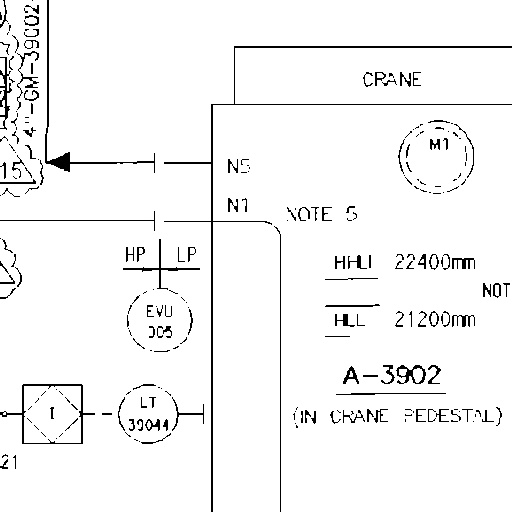 4"-GM-39002
CRANE
M1
15
N5
N1
NOTE 5
HP LP
HHLl 22400mm
NOT
EVU
005
HLL 21200mm
A-3902
I
LT
39044
(IN CRANE PEDESTAL)
21